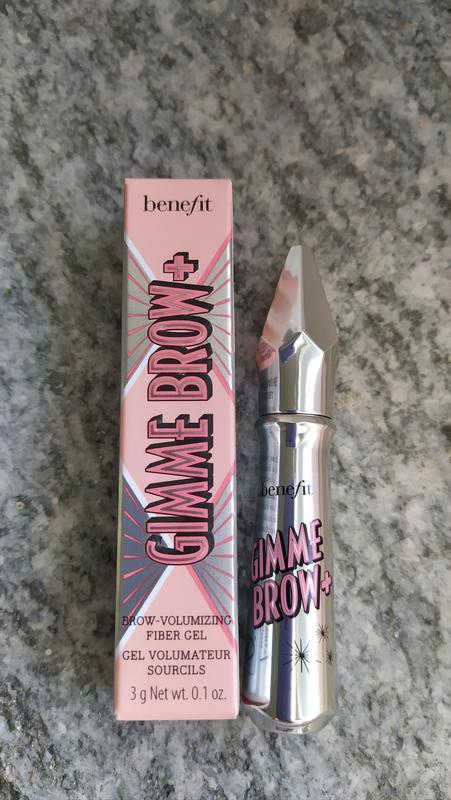 benefit
GIMME BROW+
BROW-VOLUMIZING
FIBER GEL
GEL VOLUMATEUR
SOURCILS
3 g Net wt. 0.1 oz.
benefit
GIMME
BROW+